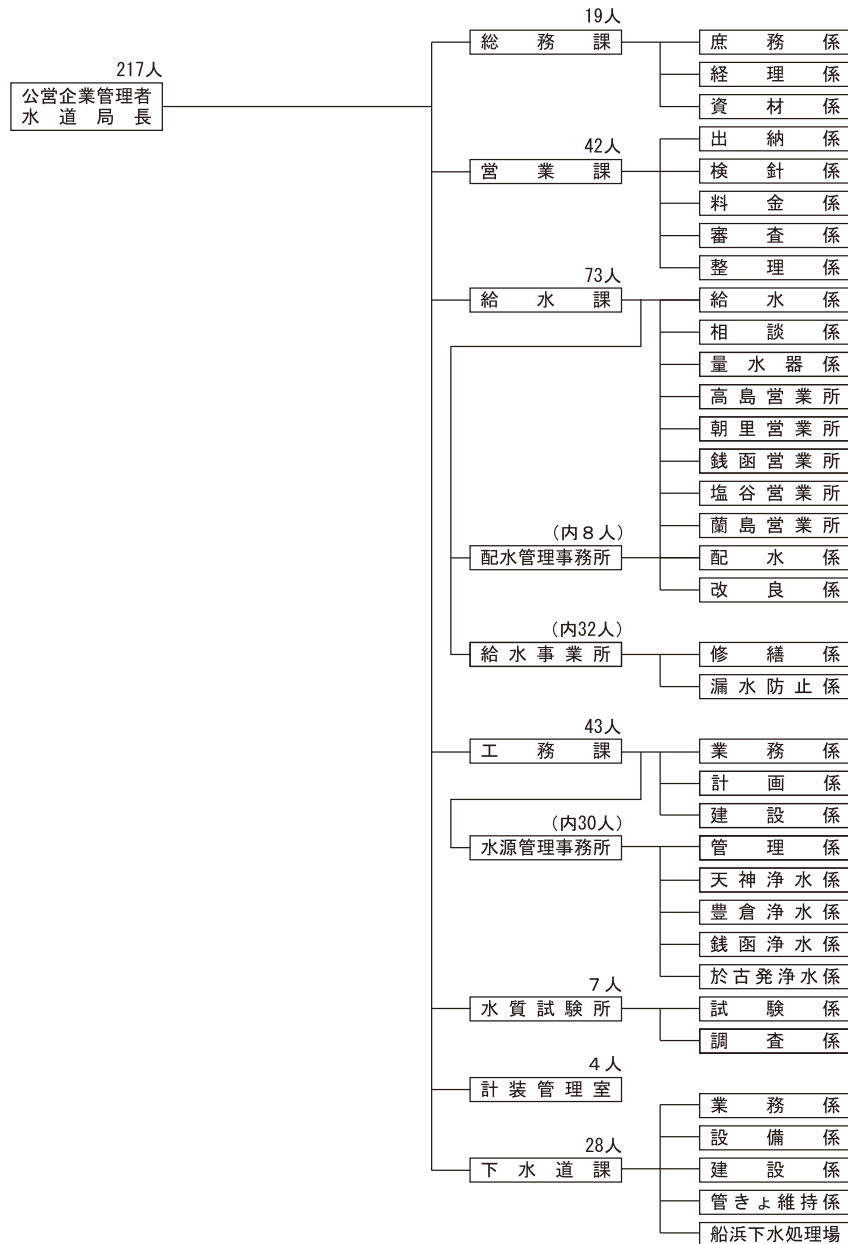 217人
公営企業管理者
水道局長
19人
総務課
庶務係
経理係
資材係
42人
営業課
出納係
検針係
料金係
審査係
整理係
73人
給水課
給水係
相談係
量水器係
高島営業所
朝里営業所
銭函営業所
塩谷営業所
蘭島営業所
(内8人)
配水管理事務所
配水係
改良係
(内32人)
給水事業所
修繕係
漏水防止係
43人
工務課
業務係
計画係
建設係
(内30人)
水源管理事務所
管理係
天神浄水係
豊倉浄水係
銭函浄水係
於古発浄水係
7人
水質試験所
試験係
調査係
4人
計装管理室
28人
下水道課
業務係
設備係
建設係
管きょ維持係
船浜下水処理場